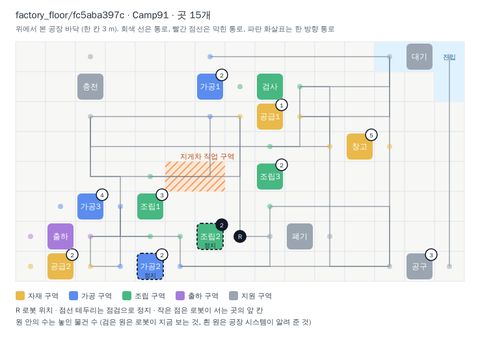 factory_floor/fc5aba397c · Camp91 · 곳 15개
위에서 본 공장 바닥 (한 칸 3 m). 회색 선은 통로, 빨간 점선은 막힌 통로, 파란 화살표는 한 방향 통로
대기
진입
충전
가공1
2
검사
공급1
1
창고
5
지게차 작업 구역
조립3
2
가공3
4
조립1
3
출하
조립2
2
R
폐기
공급2
2
가공2
2
공구
3
자재 구역
가공 구역
조립 구역
출하 구역
지원 구역
R 로봇 위치 · 점선 테두리는 점검으로 정지 · 작은 점은 로봇이 서는 곳의 앞 칸
원 안의 수는 놓인 물건 수 (검은 원은 로봇이 지금 보는 것, 흰 원은 공장 시스템이 알려 준 것)